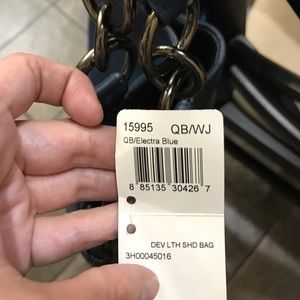 15995 QB/WJ
QB/Electra Blue
8 85135 30426 7
DEV LTH SHD BAG
3H00045016